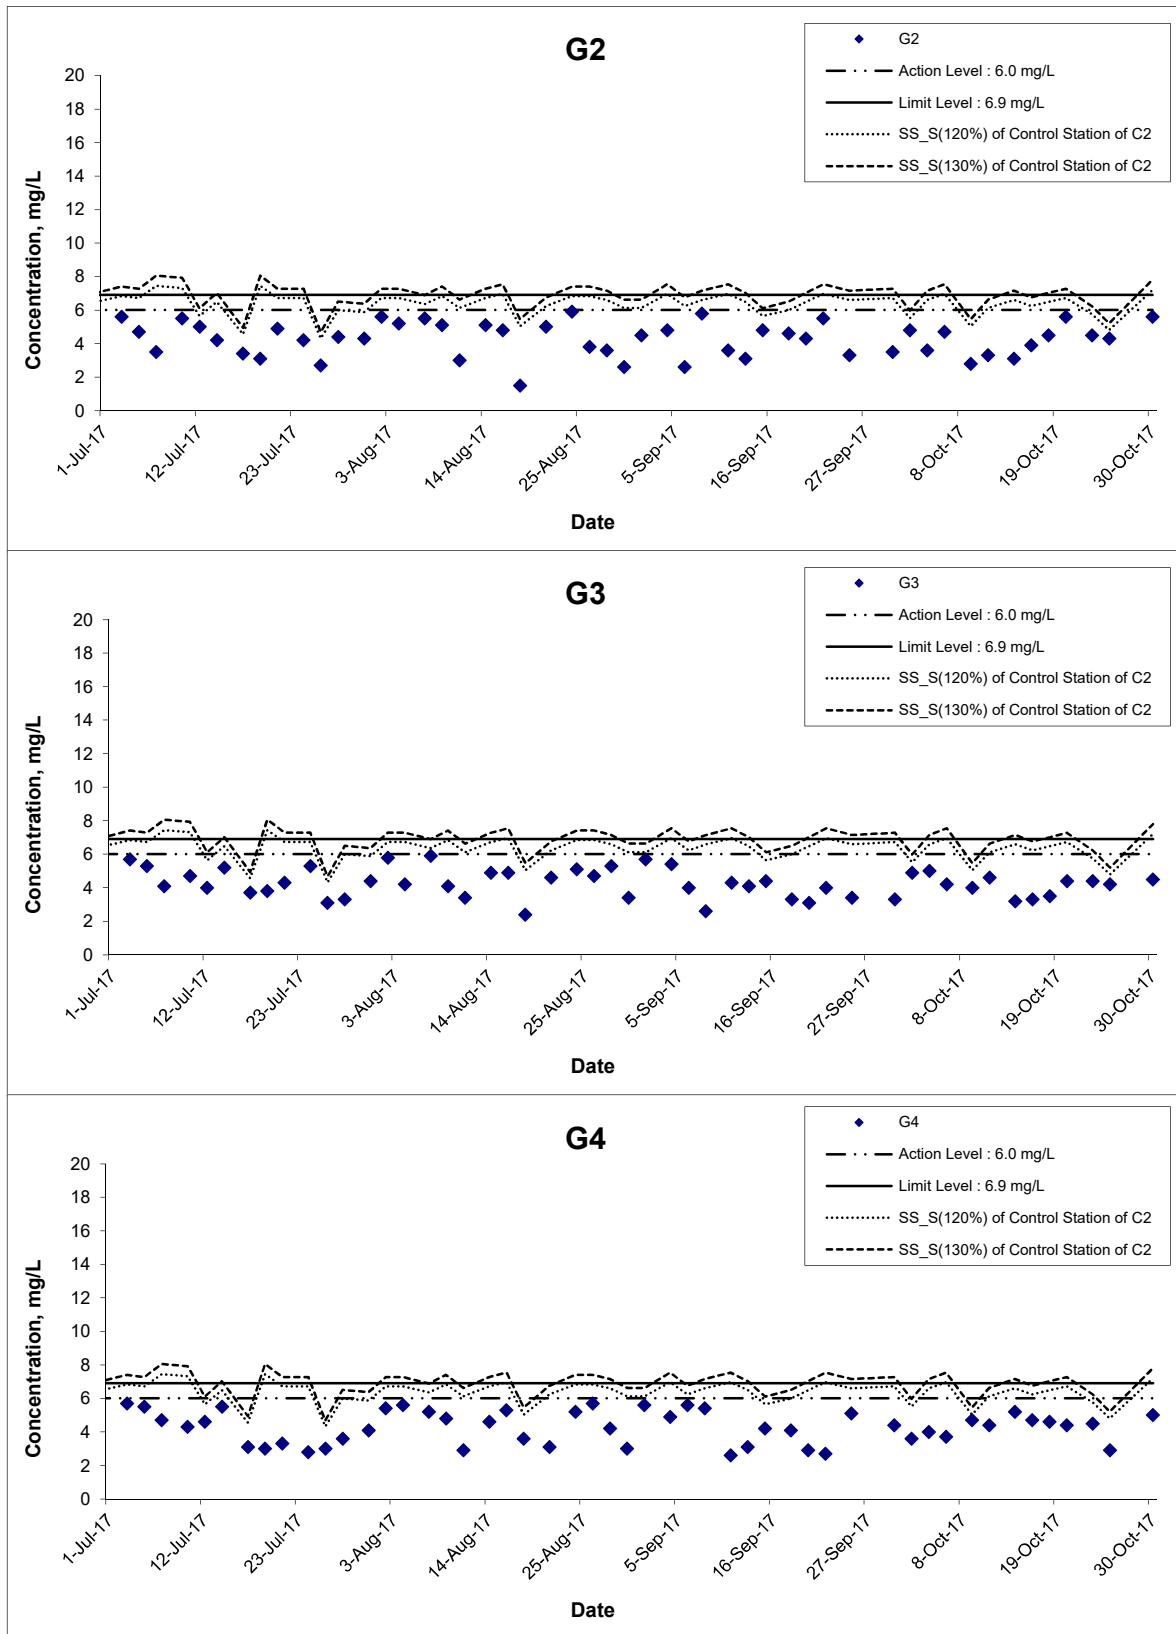 G2
G2
Action Level : 6.0 mg/L
Limit Level : 6.9 mg/L
SS_S(120%) of Control Station of C2
SS_S(130%) of Control Station of C2
Concentration, mg/L
20
18
16
14
12
10
8
6
4
2
0
1-Jul-17
12-Jul-17
23-Jul-17
3-Aug-17
14-Aug-17
25-Aug-17
5-Sep-17
16-Sep-17
27-Sep-17
8-Oct-17
19-Oct-17
30-Oct-17
Date
G3
G3
Action Level : 6.0 mg/L
Limit Level : 6.9 mg/L
SS_S(120%) of Control Station of C2
SS_S(130%) of Control Station of C2
Concentration, mg/L
20
18
16
14
12
10
8
6
4
2
0
1-Jul-17
12-Jul-17
23-Jul-17
3-Aug-17
14-Aug-17
25-Aug-17
5-Sep-17
16-Sep-17
27-Sep-17
8-Oct-17
19-Oct-17
30-Oct-17
Date
G4
G4
Action Level : 6.0 mg/L
Limit Level : 6.9 mg/L
SS_S(120%) of Control Station of C2
SS_S(130%) of Control Station of C2
Concentration, mg/L
20
18
16
14
12
10
8
6
4
2
0
1-Jul-17
12-Jul-17
23-Jul-17
3-Aug-17
14-Aug-17
25-Aug-17
5-Sep-17
16-Sep-17
27-Sep-17
8-Oct-17
19-Oct-17
30-Oct-17
Date